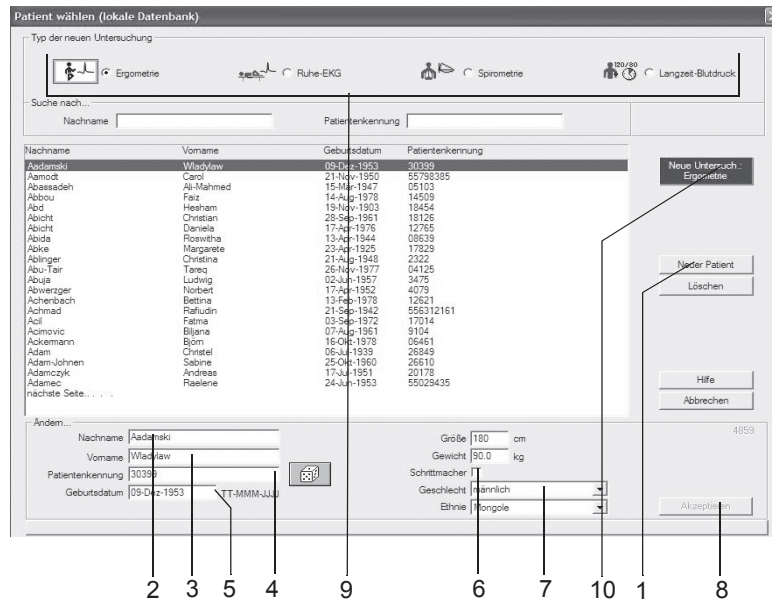 Patient wählen (lokale Datenbank)
Typ der neuen Untersuchung
Ergometrie Ruhe-EKG Spirometrie 120/80 Langzeit-Blutdruck
Suche nach...
Nachname Patientenkennung
Nachname Vorname Geburtsdatum Patientenkennung
Aadamski Wladylaw 09-Dez-1953 30399
Aamodt Carol 21-Nov-1950 55798385
Abassadeh Ali-Mahmed 15-Mär-1947 05103
Abbou Faiz 14-Aug-1978 14509
Abd Hesham 19-Nov-1903 18454
Abicht Christian 28-Sep-1961 18126
Abicht Daniela 17-Apr-1976 12765
Abida Roswitha 13-Apr-1944 08639
Abke Margarete 23-Apr-1925 17829
Ablinger Christina 21-Aug-1948 2322
Abu-Tair Tareq 26-Nov-1977 04125
Abuja Ludwig 02-Jun-1957 3475
Abwerzger Norbert 17-Apr-1952 4079
Achenbach Bettina 13-Feb-1978 12621
Achmad Rafiudin 21-Sep-1942 556312161
Acil Fatma 03-Sep-1972 17014
Acimovic Biljana 07-Aug-1961 9104
Ackermann Björn 16-Okt-1978 06461
Adam Christel 06-Jul-1939 26849
Adam-Johnen Sabine 25-Okt-1960 26610
Adamczyk Andreas 17-Jul-1951 20178
Adamec Raelene 24-Jun-1953 55029435
nächste Seite.. . . .
Neue Untersuch.:
Ergometrie
Neuer Patient
Löschen
Hilfe
Abbrechen
Ändern...
4859
Nachname Aadamski Größe 180 cm
Vorname Wladylaw Gewicht 90.0 kg
Patientenkennung 30399 Schrittmacher
Geburtsdatum 09-Dez-1953 TT-MMM-JJJJ Geschlecht männlich
Ethnie Mongole
Akzeptieren
2 3 5 4 9 6 7 10 1 8